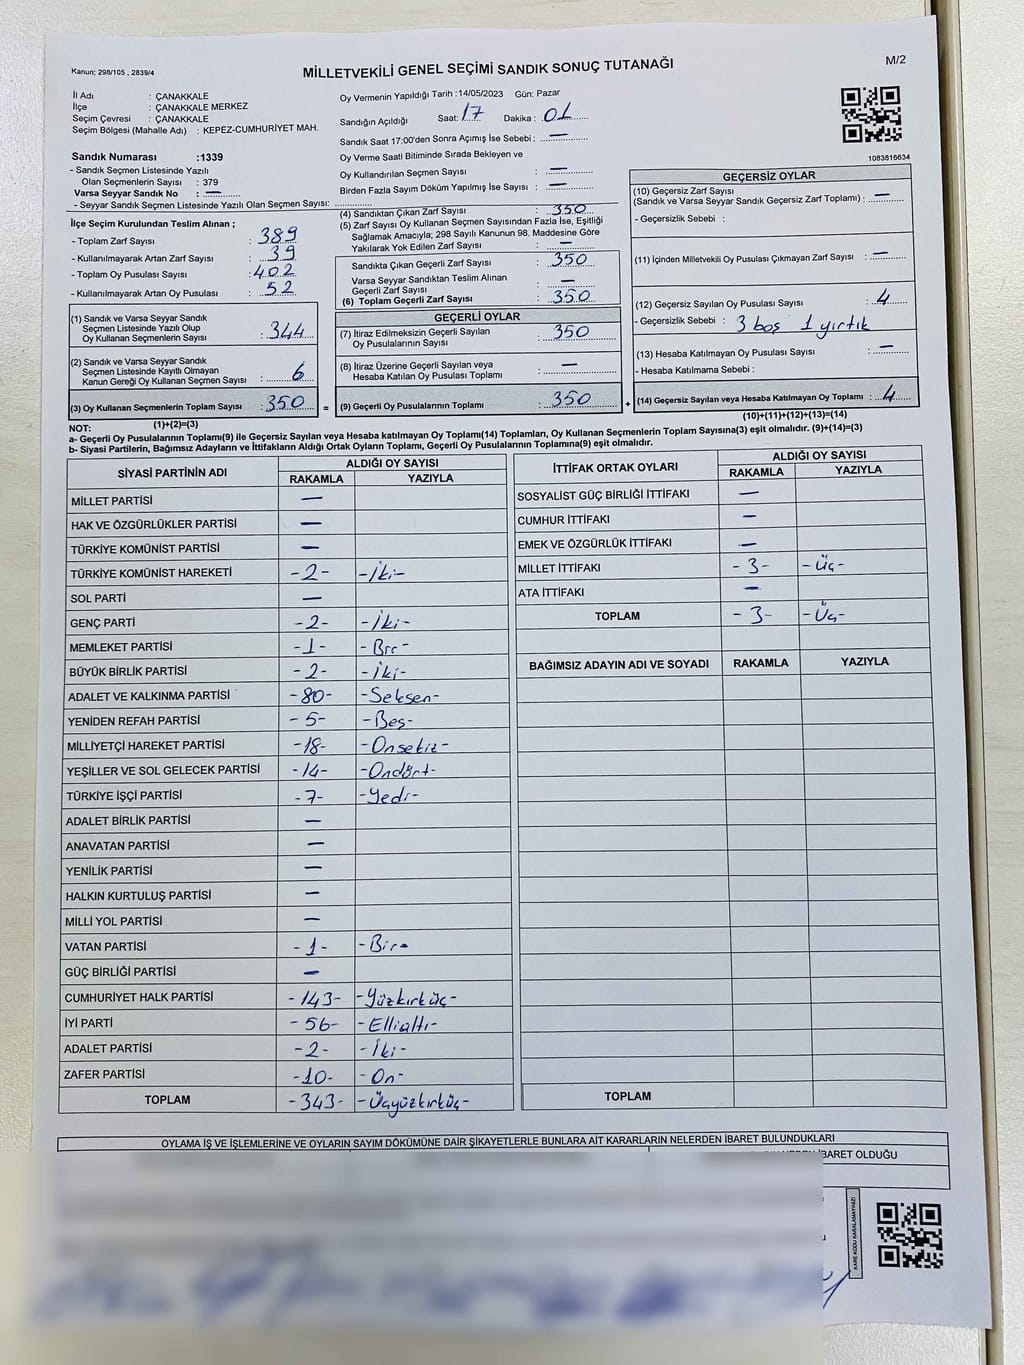 Kanun; 298/105 , 2839/4
MİLLETVEKİLİ GENEL SEÇİMİ SANDIK SONUÇ TUTANAĞI
M/2
İl Adı : ÇANAKKALE
İlçe : ÇANAKKALE MERKEZ
Seçim Çevresi : ÇANAKKALE
Seçim Bölgesi (Mahalle Adı) : KEPEZ-CUMHURİYET MAH.
Sandık Numarası :1339
- Sandık Seçmen Listesinde Yazılı
Olan Seçmenlerin Sayısı : 379
Varsa Seyyar Sandık No : —
- Seyyar Sandık Seçmen Listesinde Yazılı Olan Seçmen Sayısı:
Oy Vermenin Yapıldığı Tarih :14/05/2023 Gün: Pazar
Sandığın Açıldığı Saat: 17 Dakika : 01
Sandık Saat 17:00'den Sonra Açımış İse Sebebi : —
Oy Verme Saati Bitiminde Sırada Bekleyen ve
Oy Kullandırılan Seçmen Sayısı : —
Birden Fazla Sayım Döküm Yapılmış İse Sayısı : —
1083816634
İlçe Seçim Kurulundan Teslim Alınan ;
- Toplam Zarf Sayısı : 389
- Kullanılmayarak Artan Zarf Sayısı : 39
- Toplam Oy Pusulası Sayısı : 402
- Kullanılmayarak Artan Oy Pusulası : 52
(1) Sandık ve Varsa Seyyar Sandık
Seçmen Listesinde Yazılı Olup
Oy Kullanan Seçmenlerin Sayısı : 344
(2) Sandık ve Varsa Seyyar Sandık
Seçmen Listesinde Kayıtlı Olmayan
Kanun Gereği Oy Kullanan Seçmen Sayısı : 6
(3) Oy Kullanan Seçmenlerin Toplam Sayısı : 350 =
(1)+(2)=(3)
(4) Sandıktan Çıkan Zarf Sayısı : 350
(5) Zarf Sayısı Oy Kullanan Seçmen Sayısından Fazla İse, Eşitliği
Sağlamak Amacıyla; 298 Sayılı Kanunun 98. Maddesine Göre
Yakılarak Yok Edilen Zarf Sayısı : —
Sandıkta Çıkan Geçerli Zarf Sayısı : 350
Varsa Seyyar Sandıktan Teslim Alınan
Geçerli Zarf Sayısı : —
(6) Toplam Geçerli Zarf Sayısı : 350
GEÇERLİ OYLAR
(7) İtiraz Edilmeksizin Geçerli Sayılan
Oy Pusulalarının Sayısı : 350
(8) İtiraz Üzerine Geçerli Sayılan veya
Hesaba Katılan Oy Pusulası Toplamı : —
(9) Geçerli Oy Pusulalarının Toplamı : 350 +
GEÇERSİZ OYLAR
(10) Geçersiz Zarf Sayısı
(Sandık ve Varsa Seyyar Sandık Geçersiz Zarf Toplamı) : —
- Geçersizlik Sebebi :
(11) İçinden Milletvekili Oy Pusulası Çıkmayan Zarf Sayısı : —
(12) Geçersiz Sayılan Oy Pusulası Sayısı : 4
- Geçersizlik Sebebi : 3 boş 1 yırtık
(13) Hesaba Katılmayan Oy Pusulası Sayısı : —
- Hesaba Katılmama Sebebi :
(14) Geçersiz Sayılan veya Hesaba Katılmayan Oy Toplamı : 4
(10)+(11)+(12)+(13)=(14)
NOT:
a- Geçerli Oy Pusulalarının Toplamı(9) ile Geçersiz Sayılan veya Hesaba katılmayan Oy Toplamı(14) Toplamları, Oy Kullanan Seçmenlerin Toplam Sayısına(3) eşit olmalıdır. (9)+(14)=(3)
b- Siyasi Partilerin, Bağımsız Adayların ve İttifakların Aldığı Ortak Oyların Toplamı, Geçerli Oy Pusulalarının Toplamına(9) eşit olmalıdır.
SİYASİ PARTİNİN ADI ALDIĞI OY SAYISI
RAKAMLA YAZIYLA
MİLLET PARTİSİ —
HAK VE ÖZGÜRLÜKLER PARTİSİ —
TÜRKİYE KOMÜNİST PARTİSİ —
TÜRKİYE KOMÜNİST HAREKETİ -2- -İki-
SOL PARTİ —
GENÇ PARTİ -2- -İki-
MEMLEKET PARTİSİ -1- -Bir-
BÜYÜK BİRLİK PARTİSİ -2- -İki-
ADALET VE KALKINMA PARTİSİ -80- -Seksen-
YENİDEN REFAH PARTİSİ -5- -Beş-
MİLLİYETÇİ HAREKET PARTİSİ -18- -Onsekiz-
YEŞİLLER VE SOL GELECEK PARTİSİ -14- -Ondört-
TÜRKİYE İŞÇİ PARTİSİ -7- -Yedi-
ADALET BİRLİK PARTİSİ —
ANAVATAN PARTİSİ —
YENİLİK PARTİSİ —
HALKIN KURTULUŞ PARTİSİ —
MİLLİ YOL PARTİSİ —
VATAN PARTİSİ -1- -Bir-
GÜÇ BİRLİĞİ PARTİSİ —
CUMHURİYET HALK PARTİSİ -143- -Yüzkırküç-
İYİ PARTİ -56- -Ellialtı-
ADALET PARTİSİ -2- -İki-
ZAFER PARTİSİ -10- -On-
TOPLAM -343- -Üçyüzkırküç-
İTTİFAK ORTAK OYLARI ALDIĞI OY SAYISI
RAKAMLA YAZIYLA
SOSYALİST GÜÇ BİRLİĞİ İTTİFAKI —
CUMHUR İTTİFAKI —
EMEK VE ÖZGÜRLÜK İTTİFAKI —
MİLLET İTTİFAKI -3- -Üç-
ATA İTTİFAKI —
TOPLAM -3- -Üç-
BAĞIMSIZ ADAYIN ADI VE SOYADI RAKAMLA YAZIYLA
TOPLAM
OYLAMA İŞ VE İŞLEMLERİNE VE OYLARIN SAYIM DÖKÜMÜNE DAİR ŞİKAYETLERLE BUNLARA AİT KARARLARIN NELERDEN İBARET BULUNDUKLARI
İBARET OLDUĞU
KARE KODU KARALAMAYINIZ!